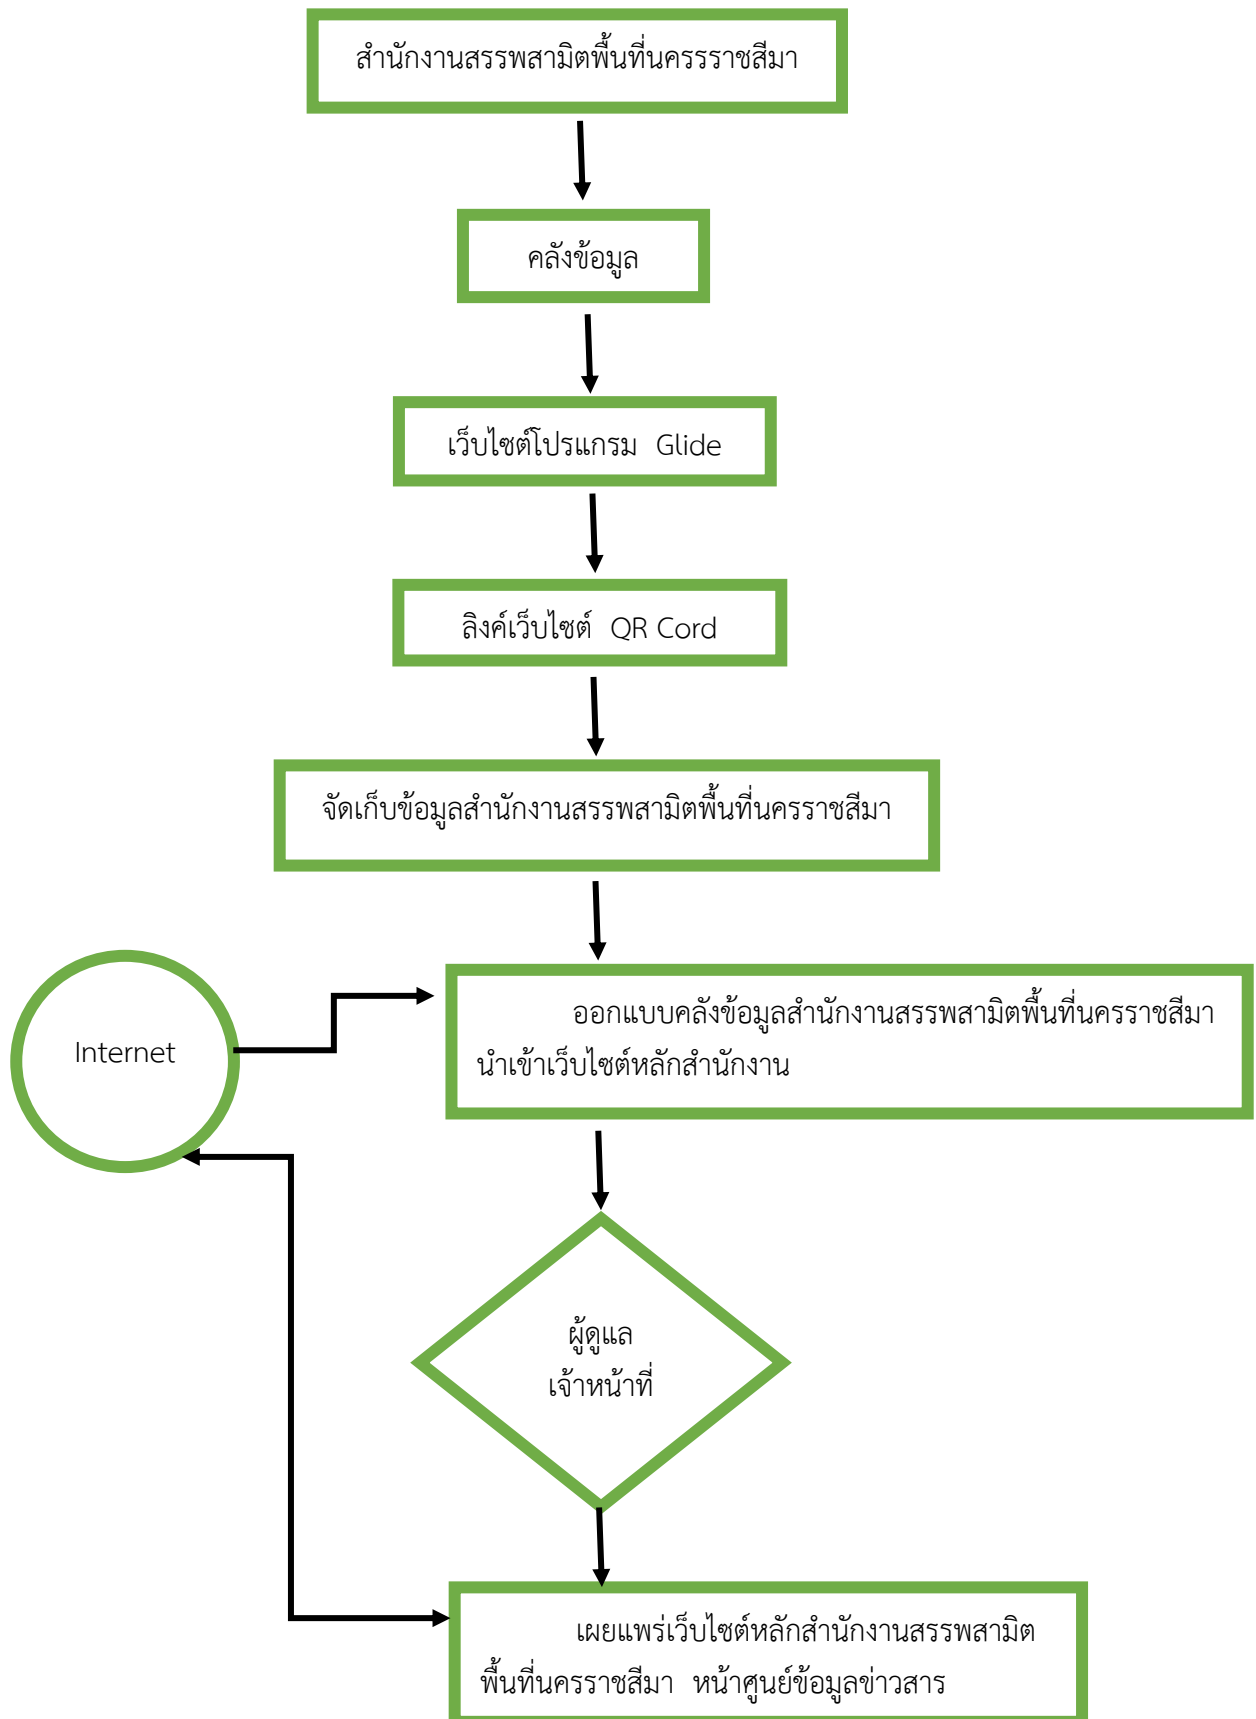 สำนักงานสรรพสามิตพื้นที่นครรราชสีมา
คลังข้อมูล
เว็บไซต์โปรแกรม Glide
ลิงค์เว็บไซต์ QR Cord
จัดเก็บข้อมูลสำนักงานสรรพสามิตพื้นที่นครราชสีมา
Internet
ออกแบบคลังข้อมูลสำนักงานสรรพสามิตพื้นที่นครราชสีมา
นำเข้าเว็บไซต์หลักสำนักงาน
ผู้ดูแล
เจ้าหน้าที่
เผยแพร่เว็บไซต์หลักสำนักงานสรรพสามิต
พื้นที่นครราชสีมา หน้าศูนย์ข้อมูลข่าวสาร